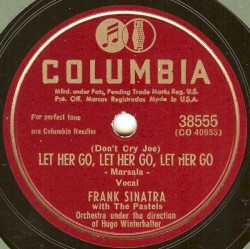 COLUMBIA
Mfrd. under Pats, Pending Trade Marks Reg. U.S.
Pat. Off. Marcas Registradas Made in U.S.A.
For perfect tone
use Columbia Needles
38555
(CO 40953)
(Don't Cry Joe)
LET HER GO, LET HER GO, LET HER GO
- Marsala -
Vocal
FRANK SINATRA
with The Pastels
Orchestra under the direction
of Hugo Winterhalter